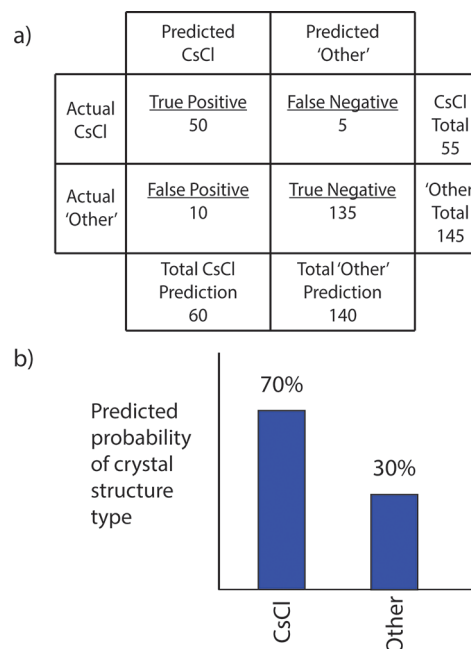 a)
Predicted
CsCl
Predicted
‘Other’
Actual
CsCl
True Positive
50
False Negative
5
CsCl
Total
55
Actual
‘Other’
False Positive
10
True Negative
135
‘Other’
Total
145
Total CsCl
Prediction
60
Total ‘Other’
Prediction
140
b)
Predicted
probability
of crystal
structure
type
70%
30%
CsCl
Other